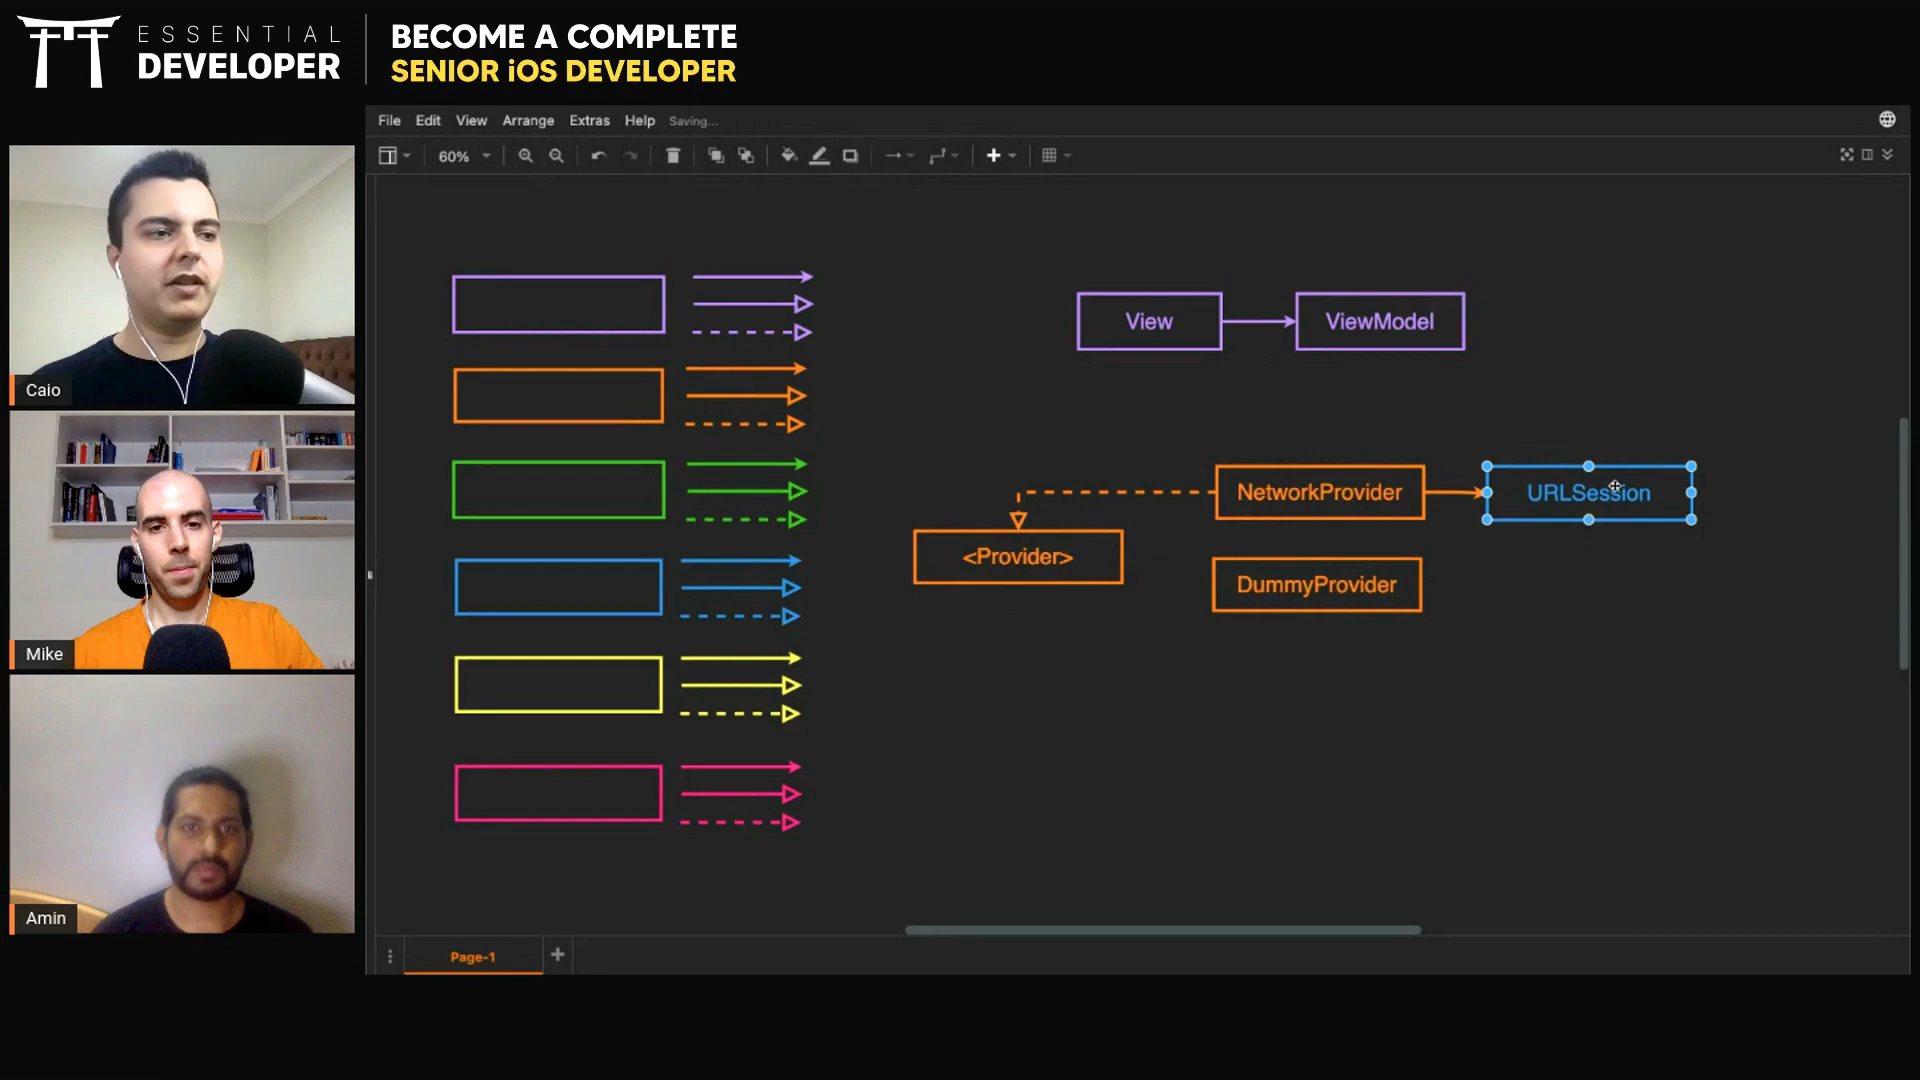 ESSENTIAL
DEVELOPER
BECOME A COMPLETE
SENIOR iOS DEVELOPER
File Edit View Arrange Extras Help Saving...
60%
Caio
Mike
Amin
View
ViewModel
NetworkProvider
URLSession
<Provider>
DummyProvider
Page-1